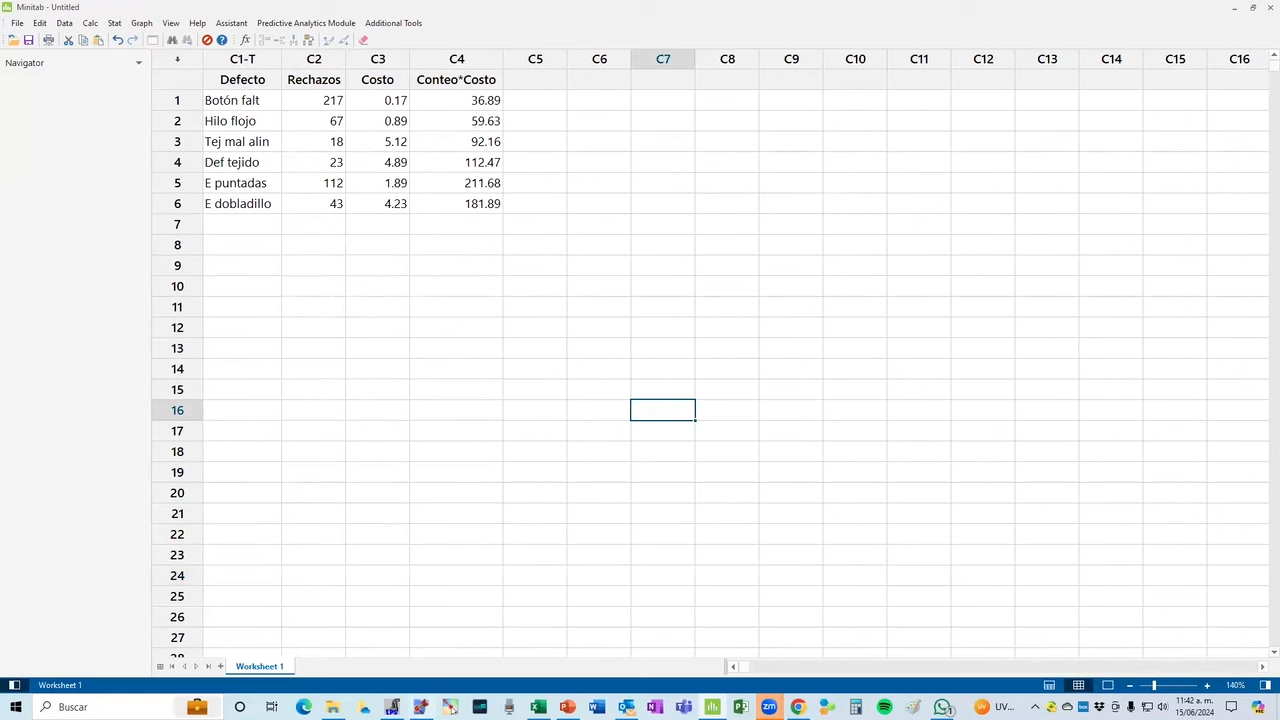 Minitab - Untitled
File Edit Data Calc Stat Graph View Help Assistant Predictive Analytics Module Additional Tools
Navigator
C1-T C2 C3 C4 C5 C6 C7 C8 C9 C10 C11 C12 C13 C14 C15 C16
Defecto Rechazos Costo Conteo*Costo
1 Botón falt 217 0.17 36.89
2 Hilo flojo 67 0.89 59.63
3 Tej mal alin 18 5.12 92.16
4 Def tejido 23 4.89 112.47
5 E puntadas 112 1.89 211.68
6 E dobladillo 43 4.23 181.89
7
8
9
10
11
12
13
14
15
16
17
18
19
20
21
22
23
24
25
26
27
28
Worksheet 1
Worksheet 1 140%
Buscar UV... 11:42 a. m.
15/06/2024